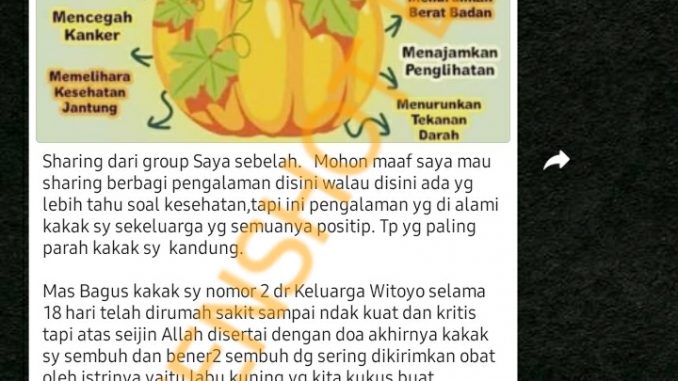 Mencegah
Kanker
Berat Badan
Menajamkan
Penglihatan
Memelihara
Kesehatan
Jantung
Menurunkan
Tekanan
Darah
Sharing dari group Saya sebelah.   Mohon maaf saya mau
sharing berbagi pengalaman disini walau disini ada yg
lebih tahu soal kesehatan,tapi ini pengalaman yg di alami
kakak sy sekeluarga yg semuanya positip. Tp yg paling
parah kakak sy  kandung.
Mas Bagus kakak sy nomor 2 dr Keluarga Witoyo selama
18 hari telah dirumah sakit sampai ndak kuat dan kritis
tapi atas seijin Allah disertai dengan doa akhirnya kakak
sy sembuh dan bener2 sembuh dg sering dikirimkan obat
oleh istrinya yaitu labu kuning yg kita kukus buat